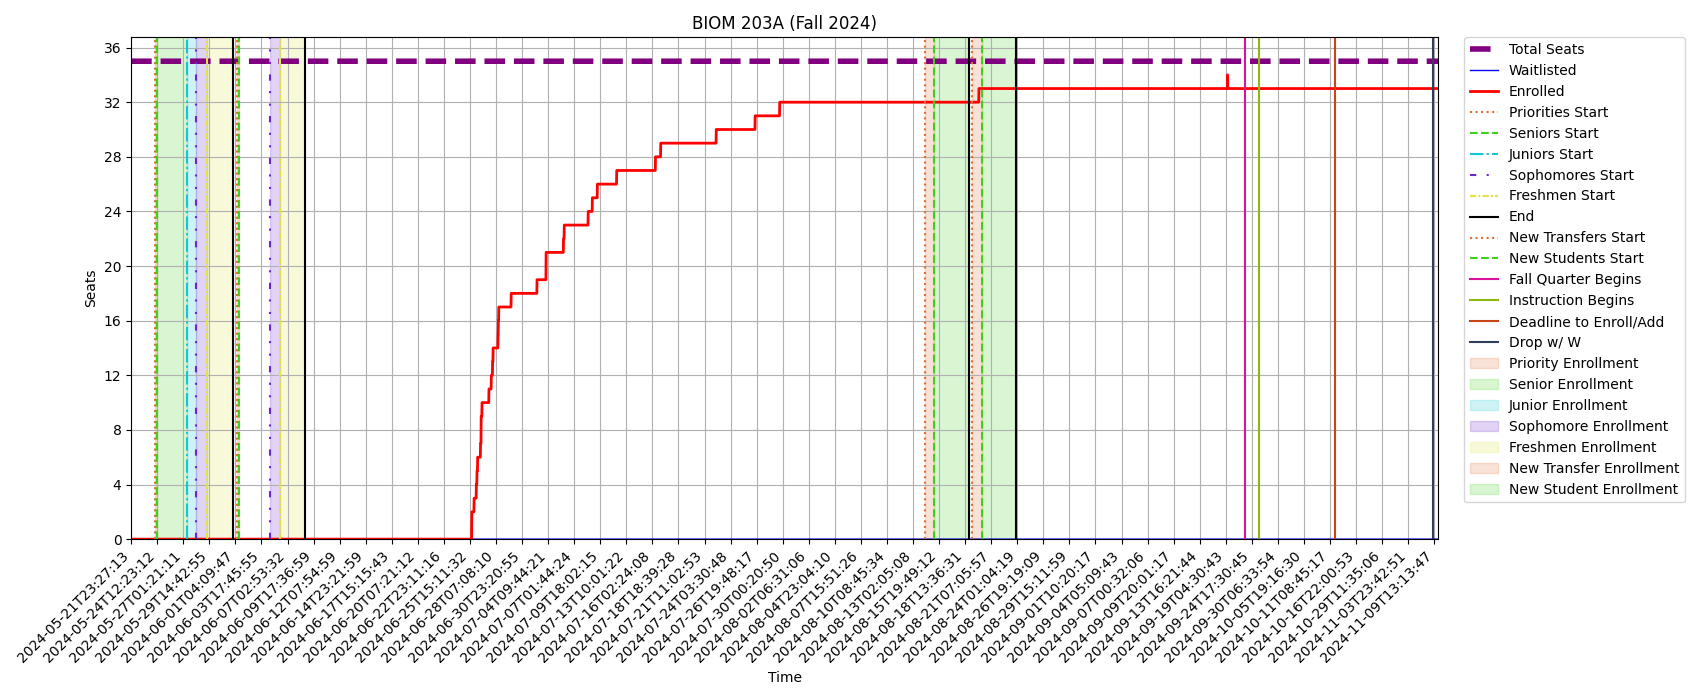 BIOM 203A (Fall 2024)
Seats
36
32
28
24
20
16
12
8
4
0
2024-05-21T23:27:13
2024-05-24T12:23:12
2024-05-27T01:21:11
2024-05-29T14:42:55
2024-06-01T04:09:47
2024-06-03T17:45:55
2024-06-07T02:53:32
2024-06-09T17:36:59
2024-06-12T07:54:59
2024-06-14T23:21:59
2024-06-17T15:15:43
2024-06-20T07:21:12
2024-06-22T23:11:16
2024-06-25T15:11:32
2024-06-28T07:08:10
2024-06-30T23:20:55
2024-07-04T09:44:21
2024-07-07T01:44:24
2024-07-09T18:02:15
2024-07-13T10:01:22
2024-07-16T02:24:08
2024-07-18T18:39:28
2024-07-21T11:02:53
2024-07-24T03:30:48
2024-07-26T19:48:17
2024-07-30T00:20:50
2024-08-02T06:31:06
2024-08-04T23:04:10
2024-08-07T15:51:26
2024-08-10T08:45:34
2024-08-13T02:05:08
2024-08-15T19:49:12
2024-08-18T13:36:31
2024-08-21T07:05:57
2024-08-24T01:04:19
2024-08-26T19:19:09
2024-08-29T15:11:59
2024-09-01T10:20:17
2024-09-04T05:09:43
2024-09-07T00:32:06
2024-09-09T20:01:17
2024-09-13T16:21:44
2024-09-19T04:30:43
2024-09-24T17:30:45
2024-09-30T06:33:54
2024-10-05T19:16:30
2024-10-11T08:45:17
2024-10-16T22:00:53
2024-10-29T11:35:06
2024-11-03T23:42:51
2024-11-09T13:13:47
Time
Total Seats
Waitlisted
Enrolled
Priorities Start
Seniors Start
Juniors Start
Sophomores Start
Freshmen Start
End
New Transfers Start
New Students Start
Fall Quarter Begins
Instruction Begins
Deadline to Enroll/Add
Drop w/ W
Priority Enrollment
Senior Enrollment
Junior Enrollment
Sophomore Enrollment
Freshmen Enrollment
New Transfer Enrollment
New Student Enrollment